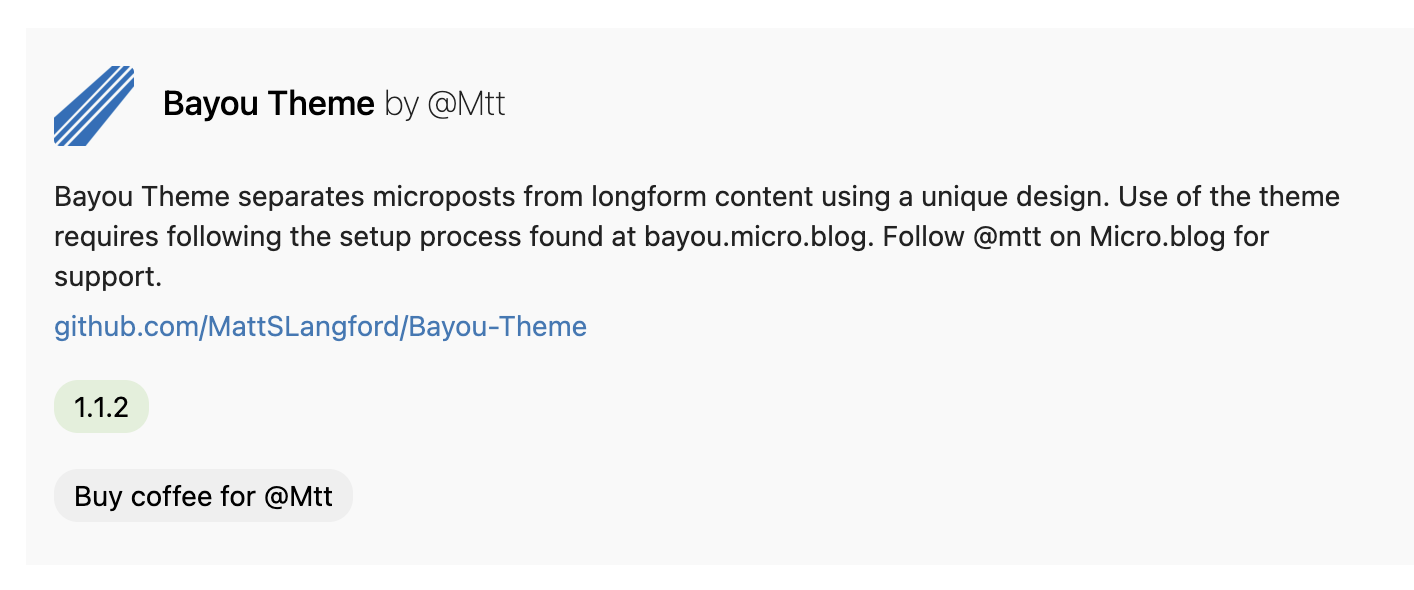 Bayou Theme by @Mtt
Bayou Theme separates microposts from longform content using a unique design. Use of the theme
requires following the setup process found at bayou.micro.blog. Follow @mtt on Micro.blog for
support.
github.com/MattSLangford/Bayou-Theme
1.1.2
Buy coffee for @Mtt